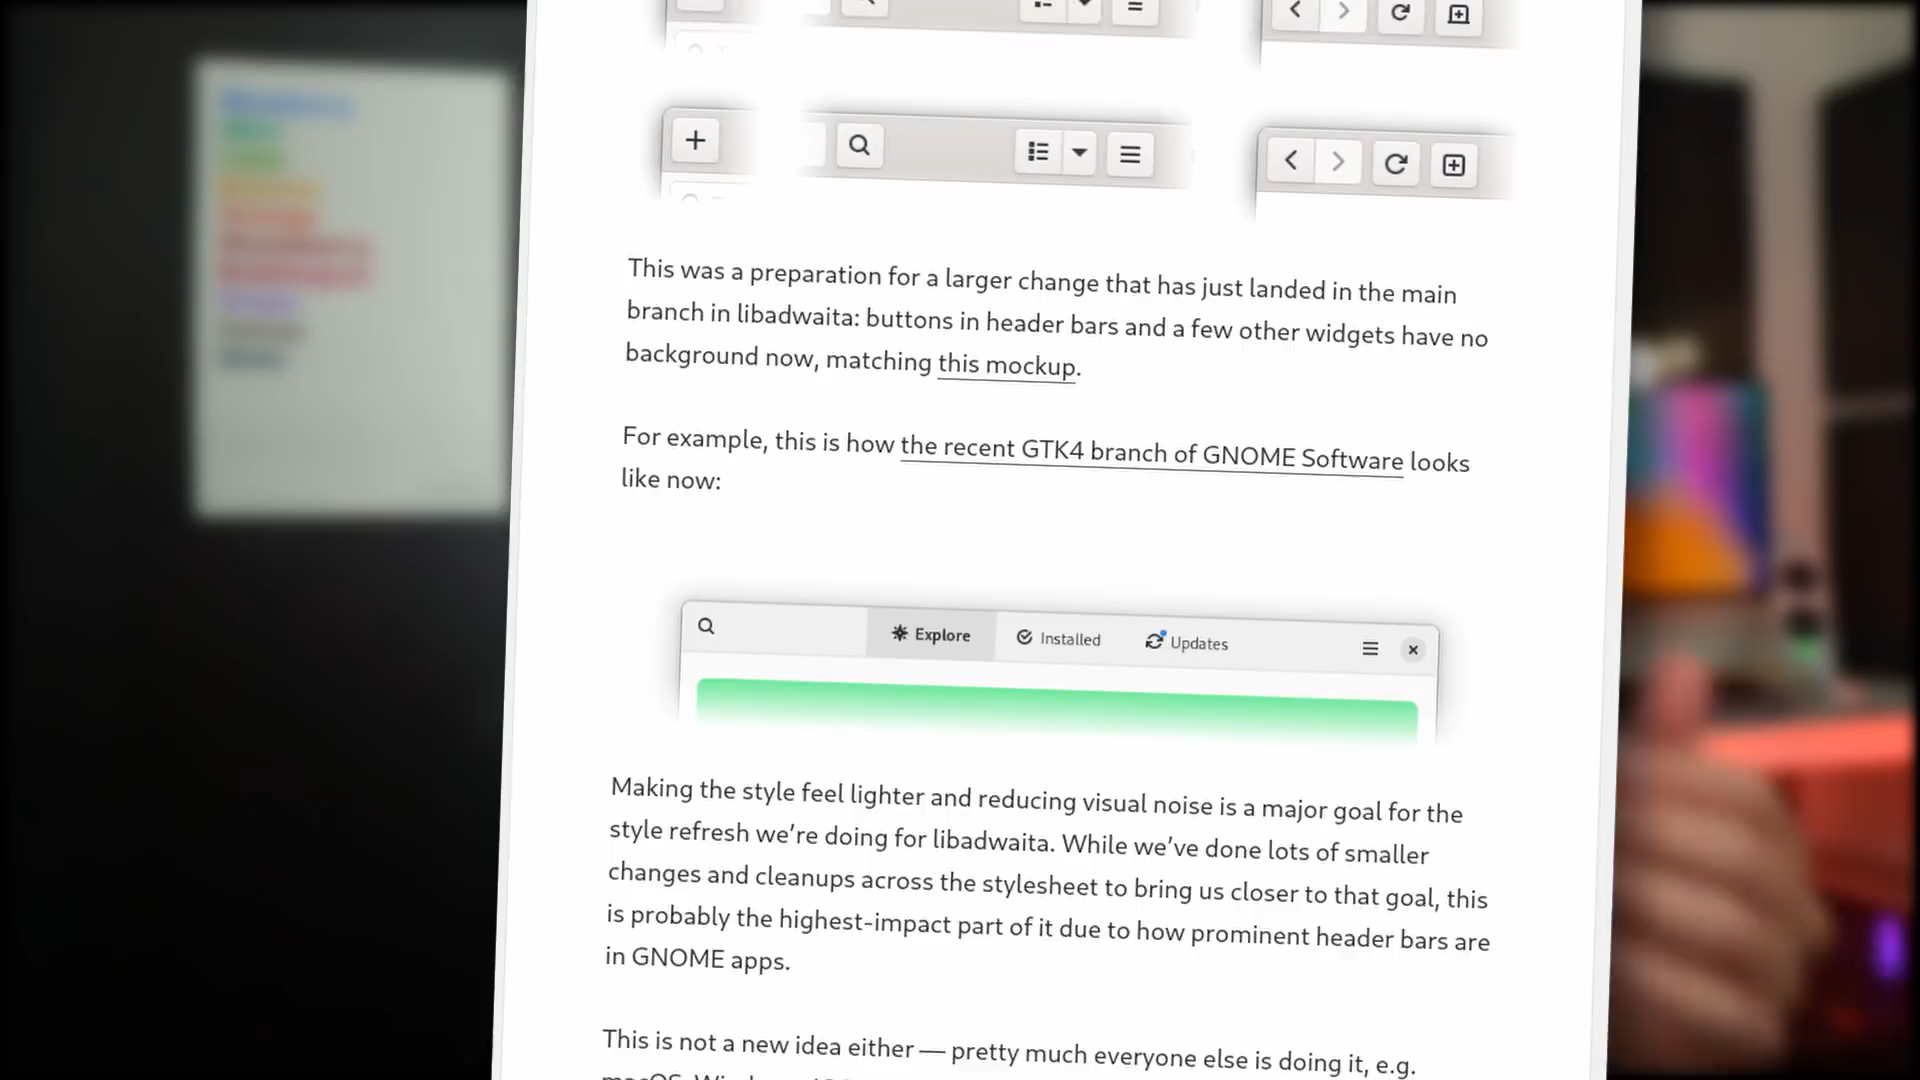 This was a preparation for a larger change that has just landed in the main
branch in libadwaita: buttons in header bars and a few other widgets have no
background now, matching this mockup.
For example, this is how the recent GTK4 branch of GNOME Software looks
like now:
Explore Installed Updates
Making the style feel lighter and reducing visual noise is a major goal for the
style refresh we’re doing for libadwaita. While we’ve done lots of smaller
changes and cleanups across the stylesheet to bring us closer to that goal, this
is probably the highest-impact part of it due to how prominent header bars are
in GNOME apps.
This is not a new idea either — pretty much everyone else is doing it, e.g.